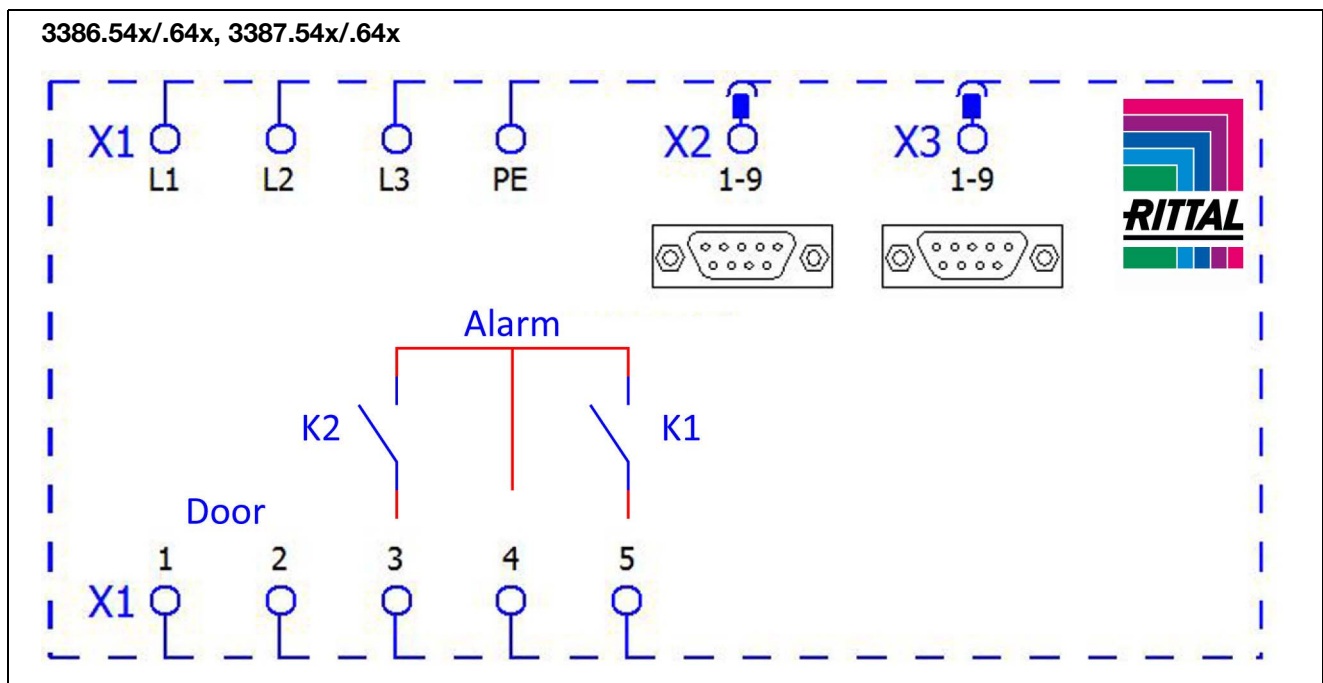 3386.54x/.64x, 3387.54x/.64x
X1 X2 X3
L1 L2 L3 PE 1-9 1-9
RITTAL
Alarm
K2 K1
Door
1 2 3 4 5
X1